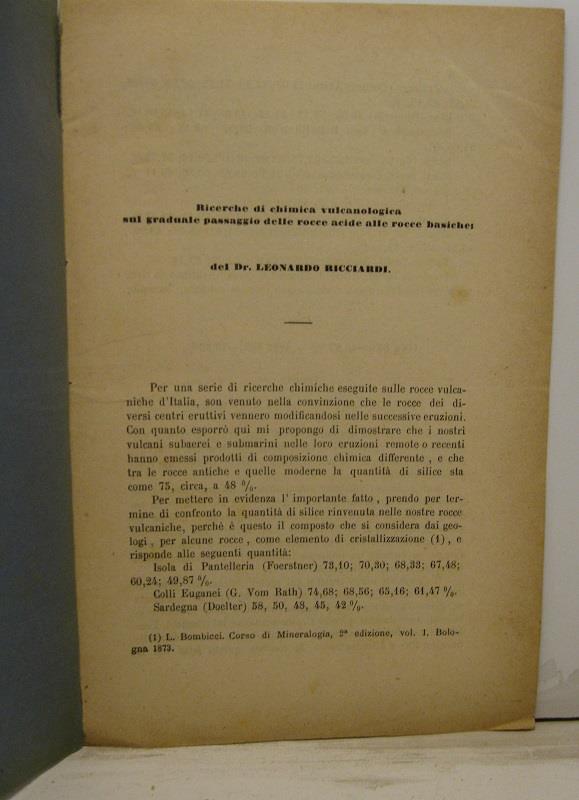 Ricerche di chimica vulcanologica
sul graduale passaggio delle rocce acide alle rocce basiche;
del Dr. LEONARDO RICCIARDI.
Per una serie di ricerche chimiche eseguite sulle rocce vulca-
niche d'Italia, son venuto nella convinzione che le rocce dei di-
versi centri eruttivi vennero modificandosi nelle successive eruzioni.
Con quanto esporrò qui mi propongo di dimostrare che i nostri
vulcani subaerei e submarini nelle loro eruzioni remote o recenti
hanno emessi prodotti di composizione chimica differente, e che
tra le rocce antiche e quelle moderne la quantità di silice sta
come 75, circa, a 48 %.
Per mettere in evidenza l' importante fatto, prendo per ter-
mine di confronto la quantità di silice rinvenuta nelle nostre rocce
vulcaniche, perchè è questo il composto che si considera dai geo-
logi, per alcune rocce, come elemento di cristallizzazione (1), e
risponde alle seguenti quantità:
Isola di Pantelleria (Foerstner) 73,10; 70,30; 68,33; 67,48;
60,24; 49,87 %.
Colli Euganei (G. Vom Rath) 74,68; 68,56; 65,16; 61,47 %.
Sardegna (Doelter) 58, 50, 48, 45, 42 %.
(1) L. Bombicci. Corso di Mineralogia, 2ª edizione, vol. I. Bolo-
gna 1873.